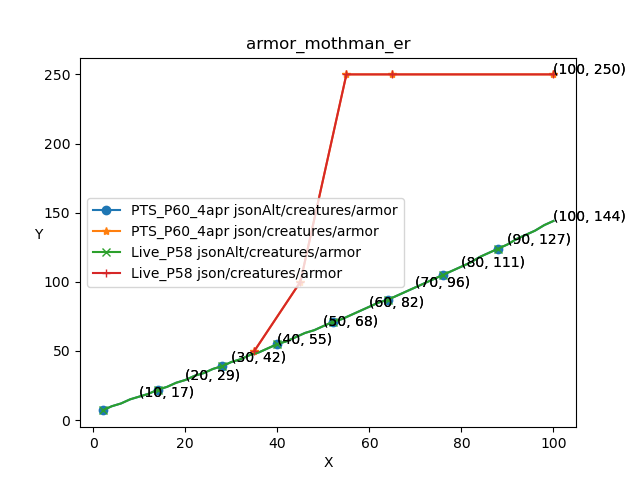 armor_mothman_er
250
200
150
100
50
0
Y
(100, 250)
PTS_P60_4apr jsonAlt/creatures/armor
PTS_P60_4apr json/creatures/armor
Live_P58 jsonAlt/creatures/armor
Live_P58 json/creatures/armor
(100, 144)
(90, 127)
(80, 111)
(70, 96)
(60, 82)
(50, 68)
(40, 55)
(30, 42)
(20, 29)
(10, 17)
0 20 40 60 80 100
X